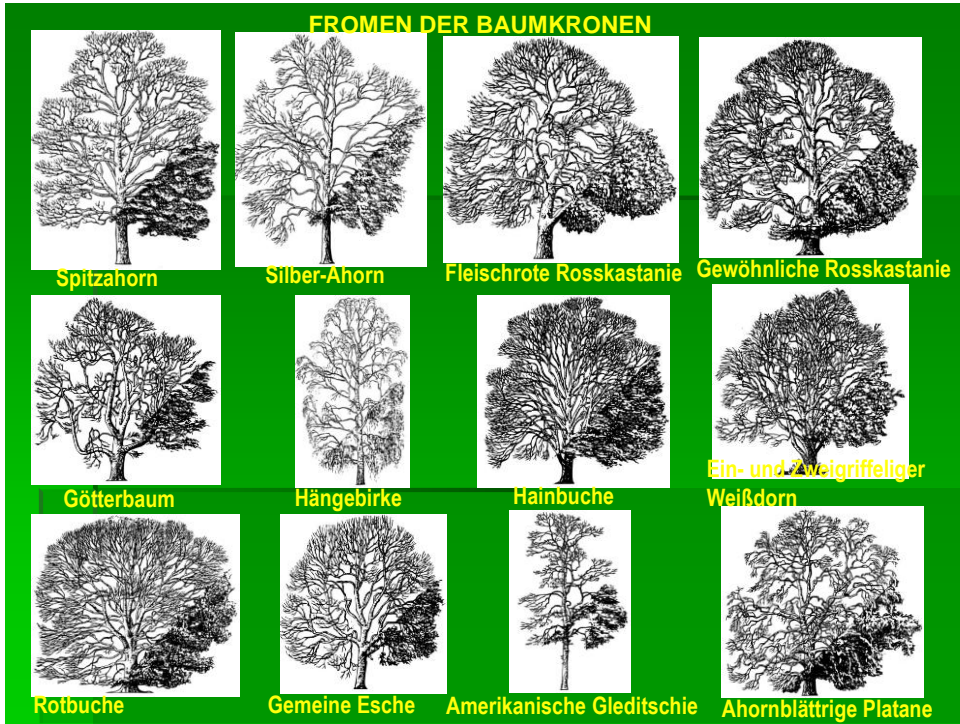 FROMEN DER BAUMKRONEN
Spitzahorn
Silber-Ahorn
Fleischrote Rosskastanie
Gewöhnliche Rosskastanie
Götterbaum
Hängebirke
Hainbuche
Ein- und Zweigriffeliger
Weißdorn
Rotbuche
Gemeine Esche
Amerikanische Gleditschie
Ahornblättrige Platane